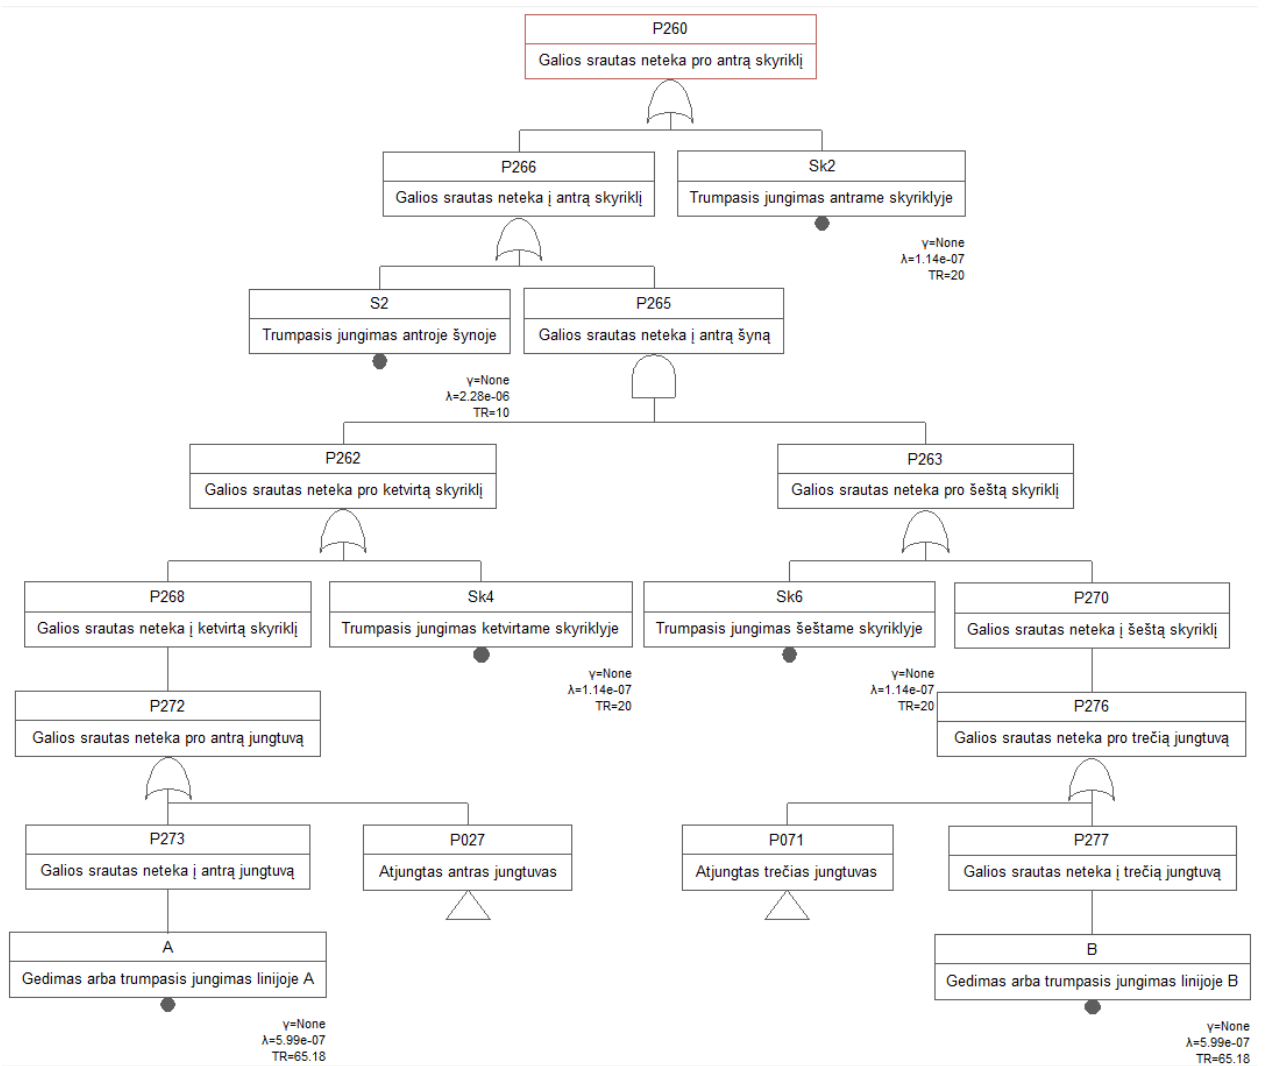 P260
Galios srautas neteka pro antrą skyriklį
P266
Galios srautas neteka į antrą skyriklį
Sk2
Trumpasis jungimas antrame skyriklyje
γ=None
λ=1.14e-07
TR=20
S2
Trumpasis jungimas antroje šynoje
γ=None
λ=2.28e-06
TR=10
P265
Galios srautas neteka į antrą šyną
P262
Galios srautas neteka pro ketvirtą skyriklį
P263
Galios srautas neteka pro šeštą skyriklį
P268
Galios srautas neteka į ketvirtą skyriklį
Sk4
Trumpasis jungimas ketvirtame skyriklyje
γ=None
λ=1.14e-07
TR=20
Sk6
Trumpasis jungimas šeštame skyriklyje
γ=None
λ=1.14e-07
TR=20
P270
Galios srautas neteka į šeštą skyriklį
P272
Galios srautas neteka pro antrą jungtuvą
P276
Galios srautas neteka pro trečią jungtuvą
P273
Galios srautas neteka į antrą jungtuvą
P027
Atjungtas antras jungtuvas
P071
Atjungtas trečias jungtuvas
P277
Galios srautas neteka į trečią jungtuvą
A
Gedimas arba trumpasis jungimas linijoje A
γ=None
λ=5.99e-07
TR=65.18
B
Gedimas arba trumpasis jungimas linijoje B
γ=None
λ=5.99e-07
TR=65.18